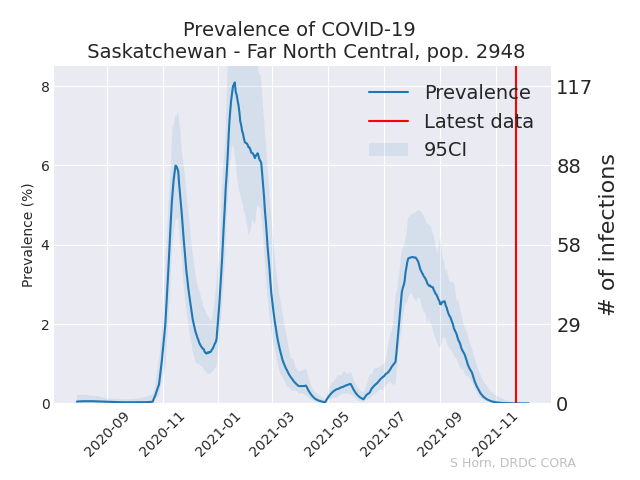 Prevalence of COVID-19
Saskatchewan - Far North Central, pop. 2948
Prevalence
Latest data
95CI
Prevalence (%)
8
6
4
2
0
117
88
58
29
0
# of infections
2020-09
2020-11
2021-01
2021-03
2021-05
2021-07
2021-09
2021-11
S Horn, DRDC CORA